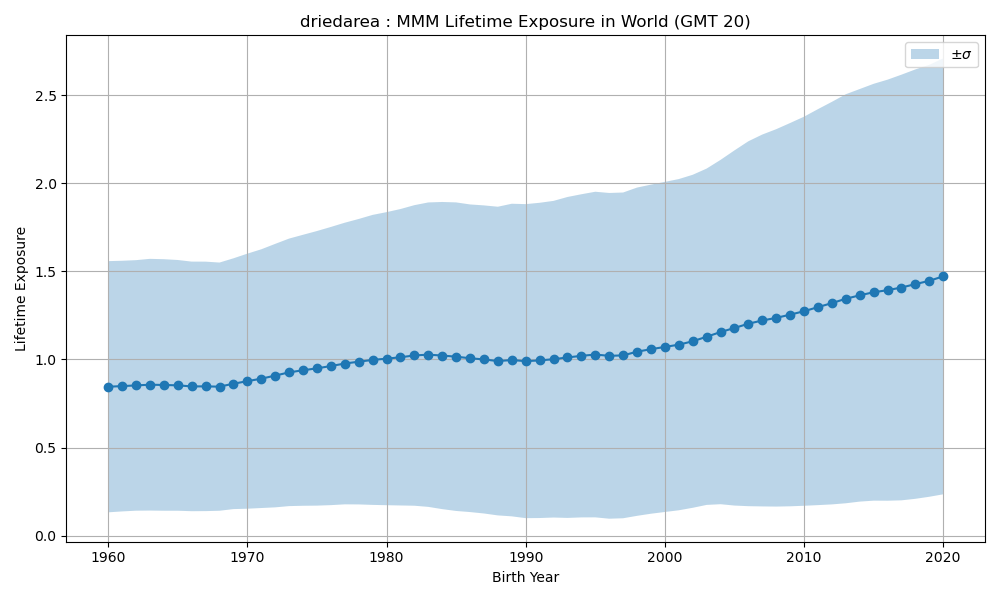 driedarea : MMM Lifetime Exposure in World (GMT 20)
±σ
Lifetime Exposure
2.5
2.0
1.5
1.0
0.5
0.0
1960 1970 1980 1990 2000 2010 2020
Birth Year